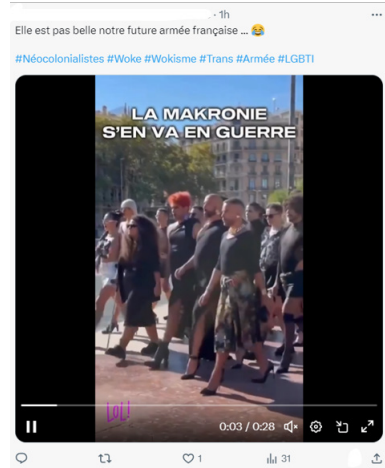 · 1h
Elle est pas belle notre future armée française ... 😂
#Néocolonialistes #Woke #Wokisme #Trans #Armée #LGBTI
LA MAKRONIE
S'EN VA EN GUERRE
LOL!
0:03 / 0:28
1
31